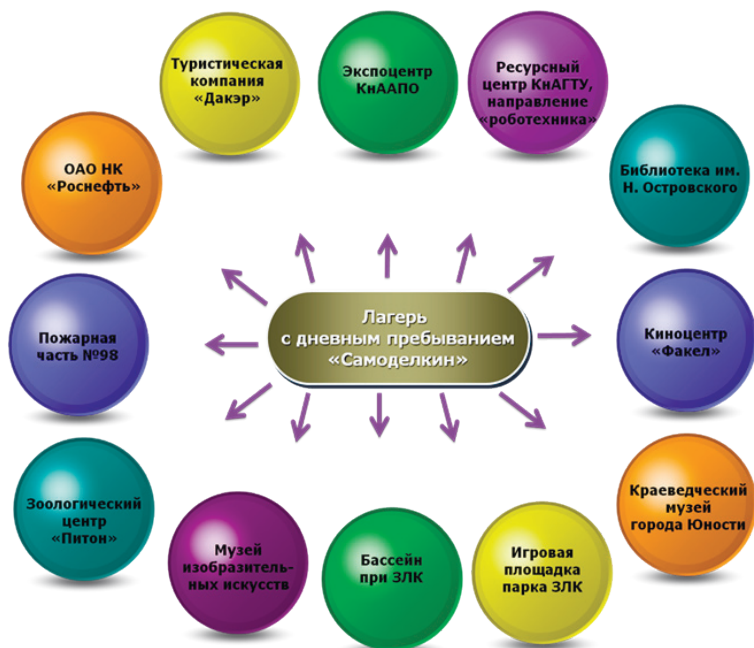 Туристическая
компания
«Дакэр»
Экспоцентр
КнААПО
Ресурсный
центр КнАГТУ,
направление
«роботехника»
ОАО НК
«Роснефть»
Библиотека им.
Н. Островского
Лагерь
с дневным пребыванием
«Самоделкин»
Пожарная
часть №98
Киноцентр
«Факел»
Зоологический
центр
«Питон»
Краеведческий
музей
города Юности
Музей
изобразитель-
ных искусств
Бассейн
при ЗЛК
Игровая
площадка
парка ЗЛК